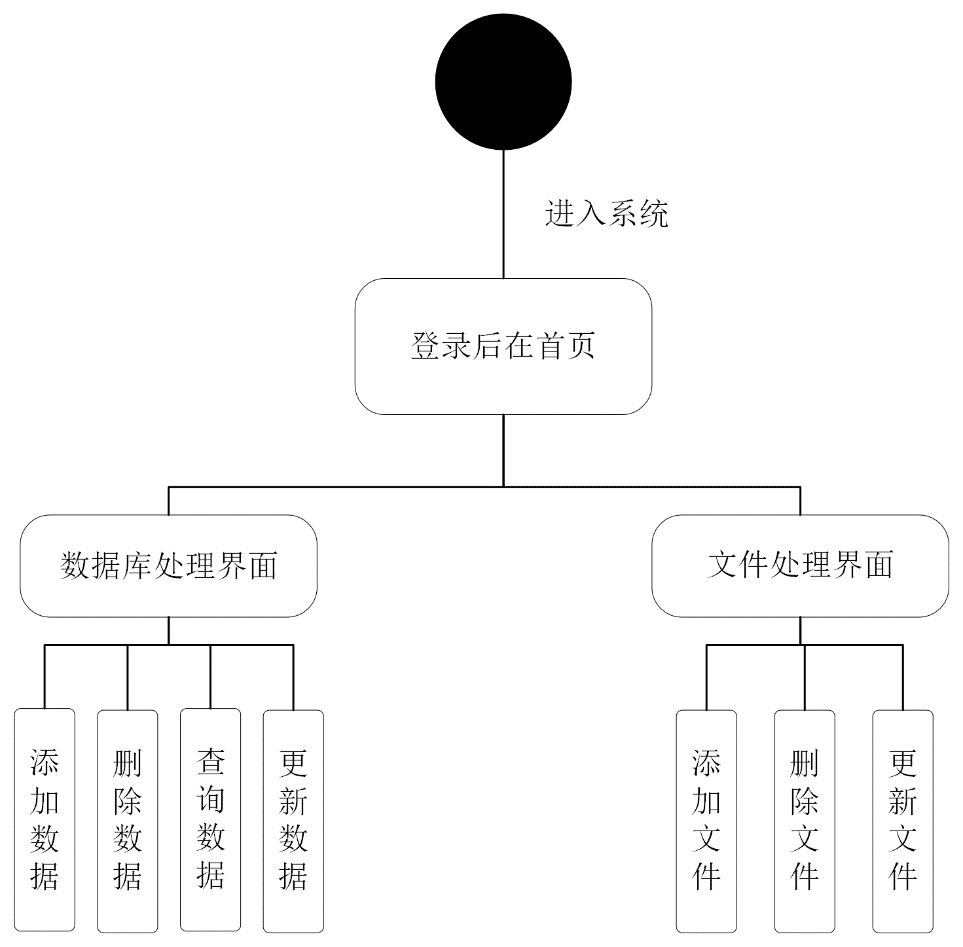 进入系统
登录后在首页
数据库处理界面
文件处理界面
添加数据
删除数据
查询数据
更新数据
添加文件
删除文件
更新文件